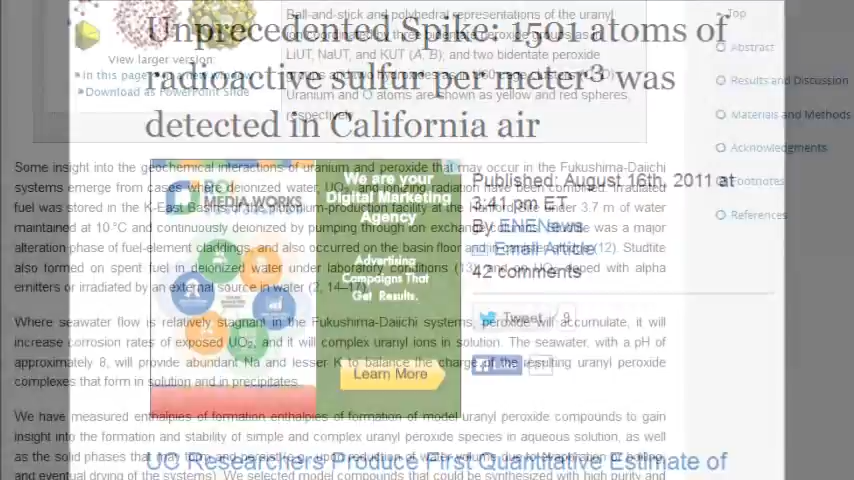 Unprecedented Spike: 1501 atoms of
radioactive sulfur per meter³ was
detected in California air
Ball-and-stick and polyhedral representations of the uranyl
LiUT, NaUT, and KUT (A, B), and two bidentate peroxide
Uranium and O atoms are shown as yellow and red spheres,
respectively.
View larger version:
In this page
Download as PowerPoint Slide
Top
Abstract
Results and Discussion
Materials and Methods
Acknowledgments
Footnotes
References
Some insight into the geochemical interactions of uranium and peroxide that may occur in the Fukushima-Daiichi
systems emerge from cases where deionized water, UO₂, and ionizing radiation have been combined. Irradiated
fuel was stored in the K-East Basin of the plutonium-production facility at the Hanford Site under 3.7 m of water
maintained at 10 °C and continuously deionized by pumping through ion exchange
alteration phase of fuel-element claddings, and also occurred on the basin floor and in (12). Studtite
also formed on spent fuel in deionized water under laboratory conditions (13) and on UO₂ doped with alpha
emitters or irradiated by an external source in water (2, 14–17).
MEDIA WORKS
We are your
Digital Marketing
Agency
Advertising
Campaigns That
Get Results.
Learn More
Published: August 16th, 2011 at
3:41 pm ET
By ENENews
Email Article
42 comments
Tweet 9
Where seawater flow is relatively stagnant in the Fukushima-Daiichi systems, peroxide will accumulate, it will
increase corrosion rates of exposed UO₂, and it will complex uranyl ions in solution. The seawater, with a pH of
approximately 8, will provide abundant Na and lesser K to balance the charge of the resulting uranyl peroxide
complexes that form in solution and in precipitates.
We have measured enthalpies of formation enthalpies of formation of model uranyl peroxide compounds to gain
insight into the formation and stability of simple and complex uranyl peroxide species in aqueous solution, as well
as the solid phases that may
UC Researchers Produce First Quantitative Estimate of
and eventual drying of the systems). We selected model compounds that could be synthesized with high purity and